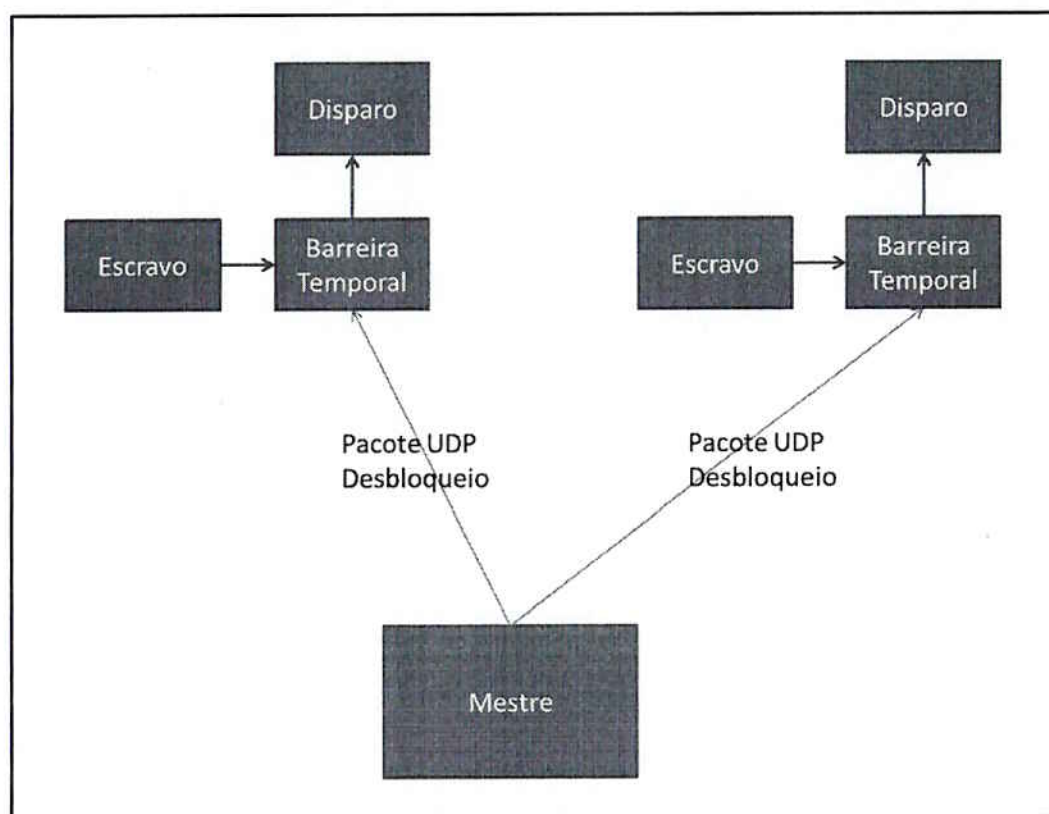 Disparo
Disparo
Escravo
Barreira
Temporal
Escravo
Barreira
Temporal
Pacote UDP
Desbloqueio
Pacote UDP
Desbloqueio
Mestre